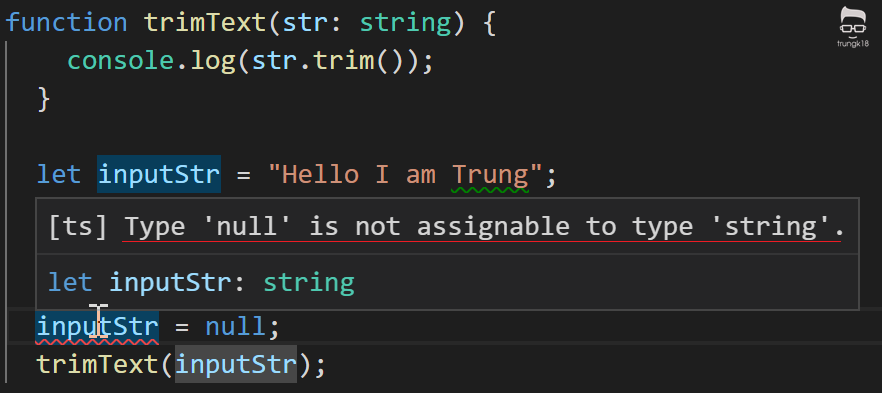 function trimText(str: string) {
console.log(str.trim());
}
let inputStr = "Hello I am Trung";
[ts] Type 'null' is not assignable to type 'string'.
let inputStr: string
inputStr = null;
trimText(inputStr);
trungk18